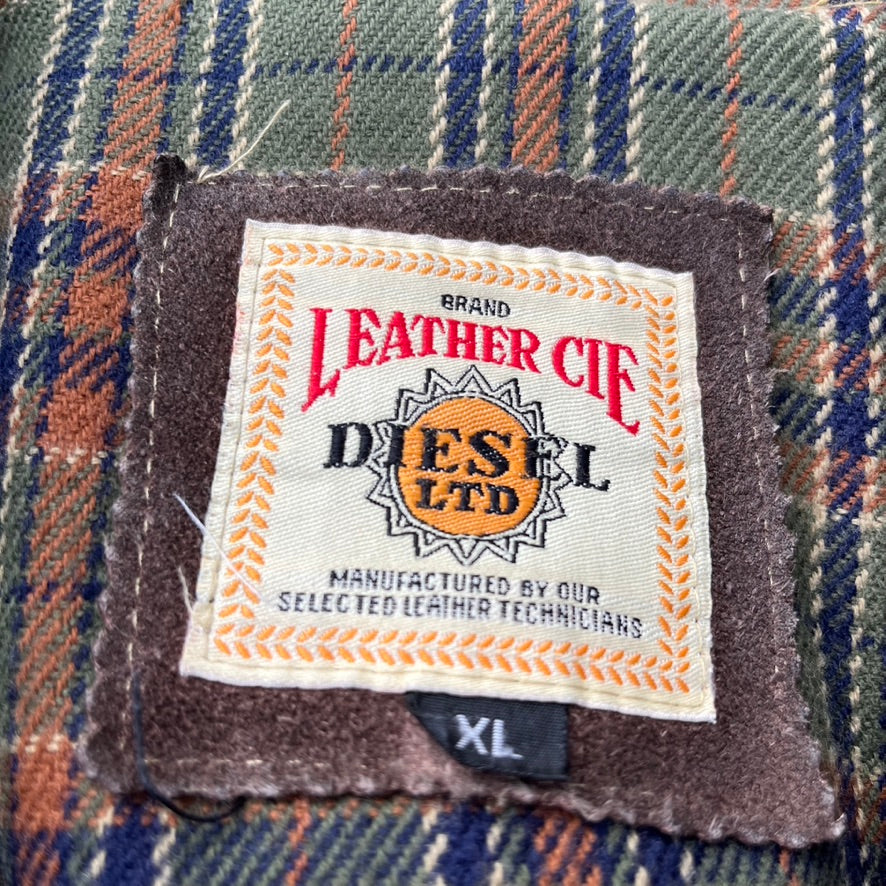 BRAND
LEATHER CIE
DIESEL
LTD
MANUFACTURED BY OUR
SELECTED LEATHER TECHNICIANS
XL